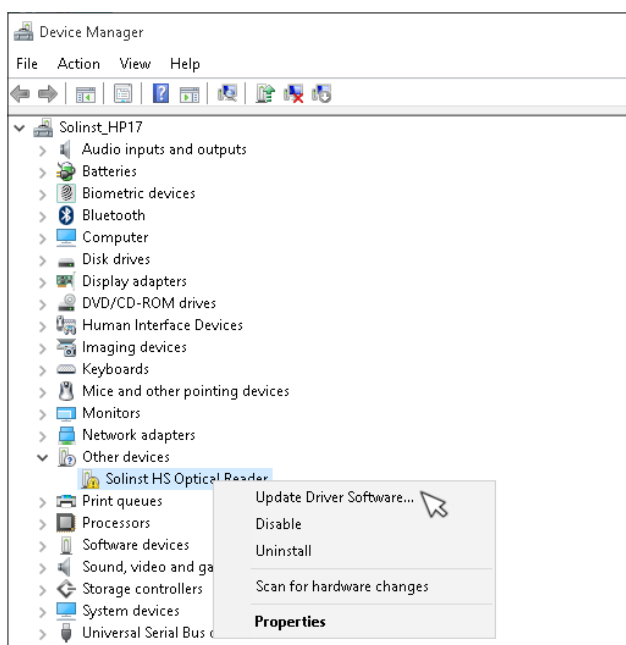 Device Manager
File Action View Help
Solinst_HP17
Audio inputs and outputs
Batteries
Biometric devices
Bluetooth
Computer
Disk drives
Display adapters
DVD/CD-ROM drives
Human Interface Devices
Imaging devices
Keyboards
Mice and other pointing devices
Monitors
Network adapters
Other devices
Solinst HS Optical Reader
Print queues
Processors
Software devices
Sound, video and ga
Storage controllers
System devices
Universal Serial Bus
Update Driver Software...
Disable
Uninstall
Scan for hardware changes
Properties